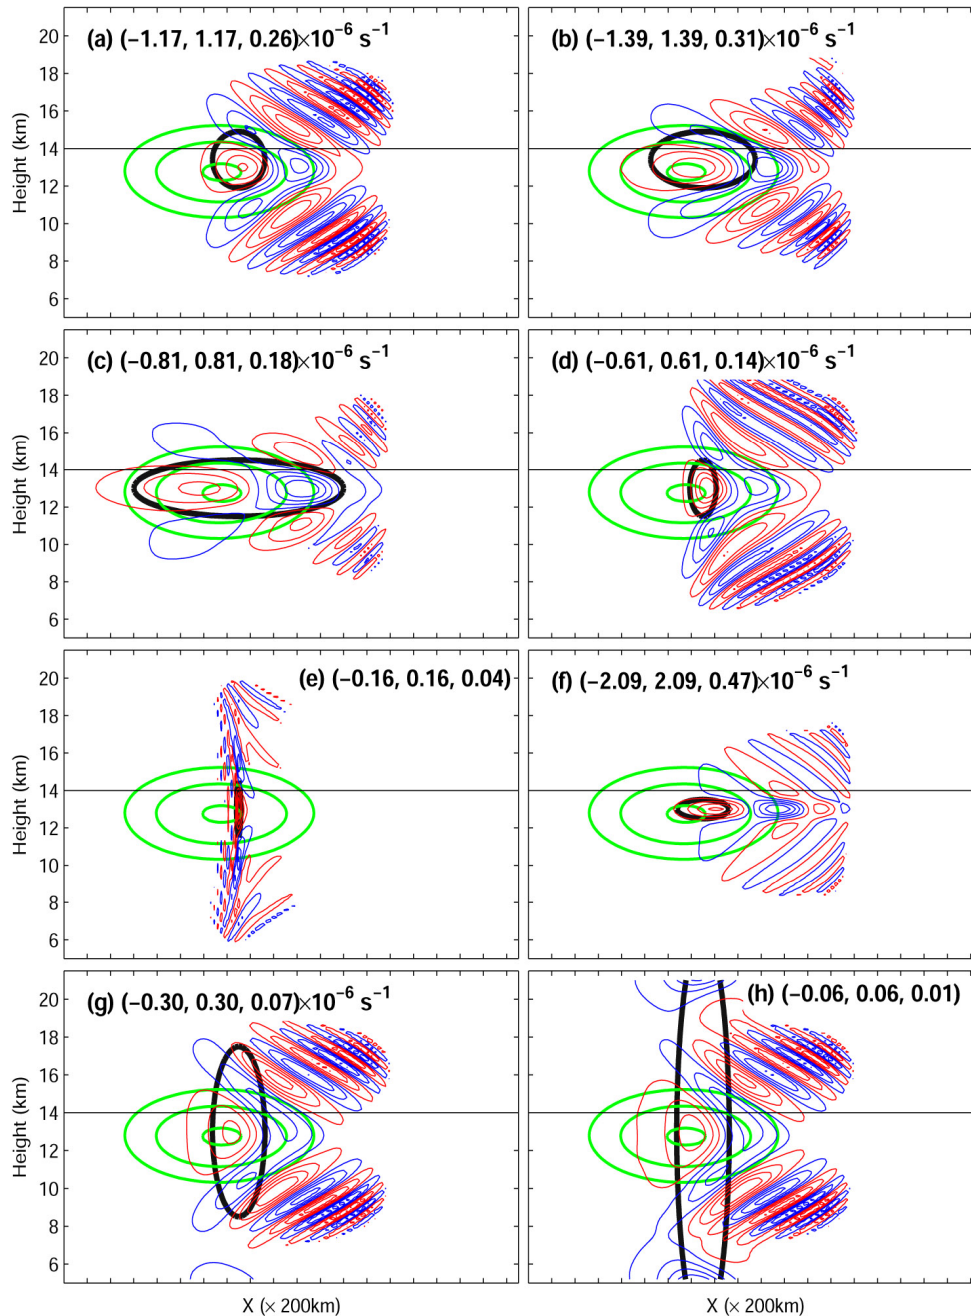 (a) (−1.17, 1.17, 0.26)×10⁻⁶ s⁻¹
(b) (−1.39, 1.39, 0.31)×10⁻⁶ s⁻¹
20
18
16
14
12
10
8
6
Height (km)
(c) (−0.81, 0.81, 0.18)×10⁻⁶ s⁻¹
(d) (−0.61, 0.61, 0.14)×10⁻⁶ s⁻¹
20
18
16
14
12
10
8
6
Height (km)
(e) (−0.16, 0.16, 0.04)
(f) (−2.09, 2.09, 0.47)×10⁻⁶ s⁻¹
20
18
16
14
12
10
8
6
Height (km)
(g) (−0.30, 0.30, 0.07)×10⁻⁶ s⁻¹
(h) (−0.06, 0.06, 0.01)
20
18
16
14
12
10
8
6
Height (km)
X (× 200km)
X (× 200km)